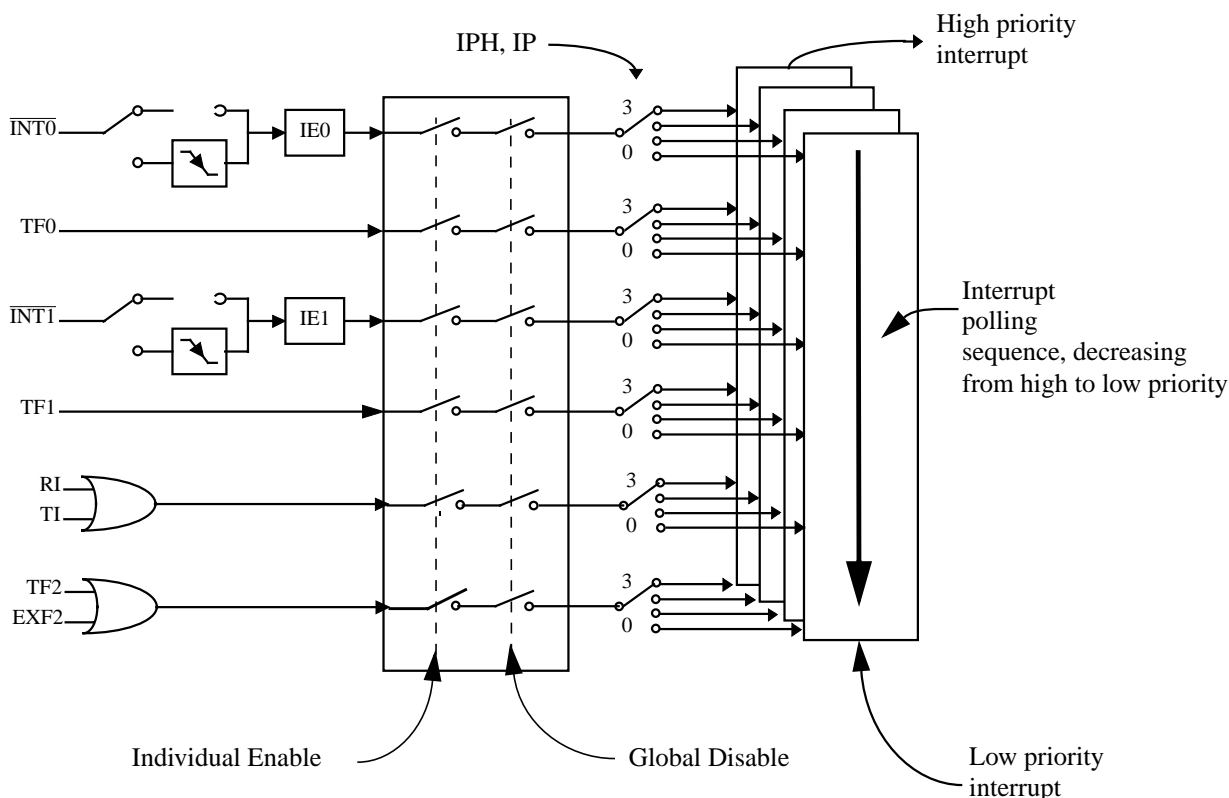 High priority
interrupt
IPH, IP
INT0
IE0
3
0
TF0
3
0
INT1
IE1
3
0
Interrupt
polling
sequence, decreasing
from high to low priority
TF1
3
0
RI
TI
3
0
TF2
EXF2
3
0
Individual Enable
Global Disable
Low priority
interrupt